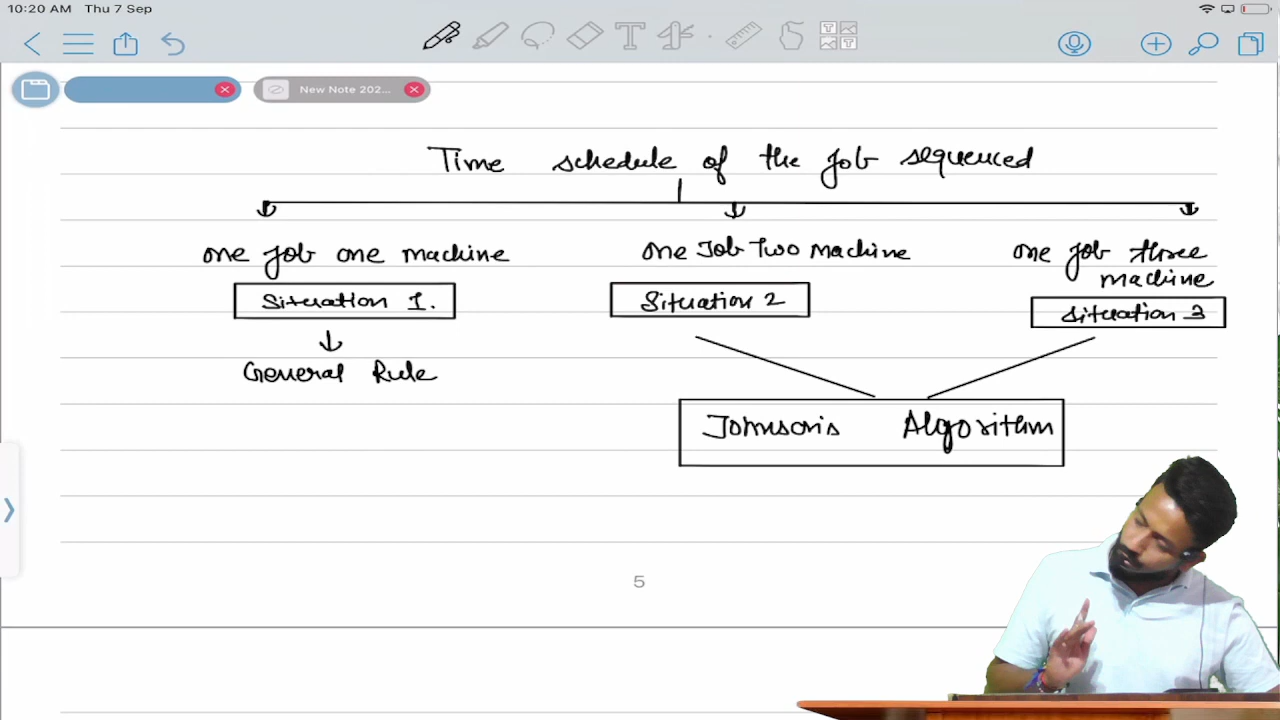 10:20 AM Thu 7 Sep
New Note 202...
Time schedule of the job sequenced
one job one machine
one Job Two machine
one job three
machine
Situation 1.
Situation 2
Situation 3
General Rule
Johnson's Algorithm
5